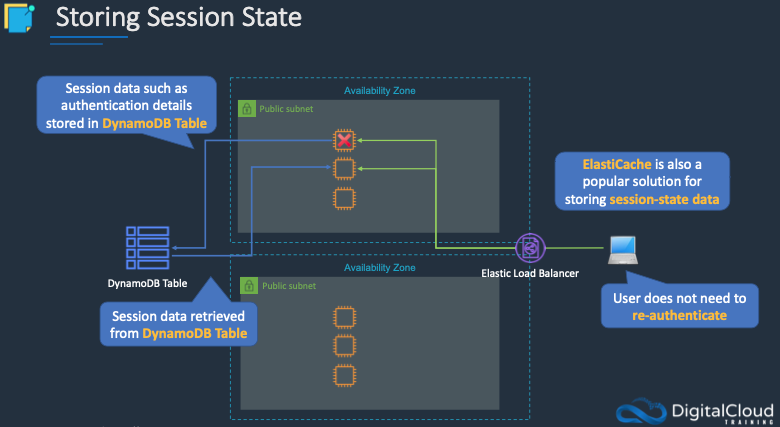 Storing Session State
Session data such as
authentication details
stored in DynamoDB Table
Availability Zone
Public subnet
ElastiCache is also a
popular solution for
storing session-state data
DynamoDB Table
Elastic Load Balancer
Availability Zone
Public subnet
Session data retrieved
from DynamoDB Table
User does not need to
re-authenticate
DigitalCloud
TRAINING